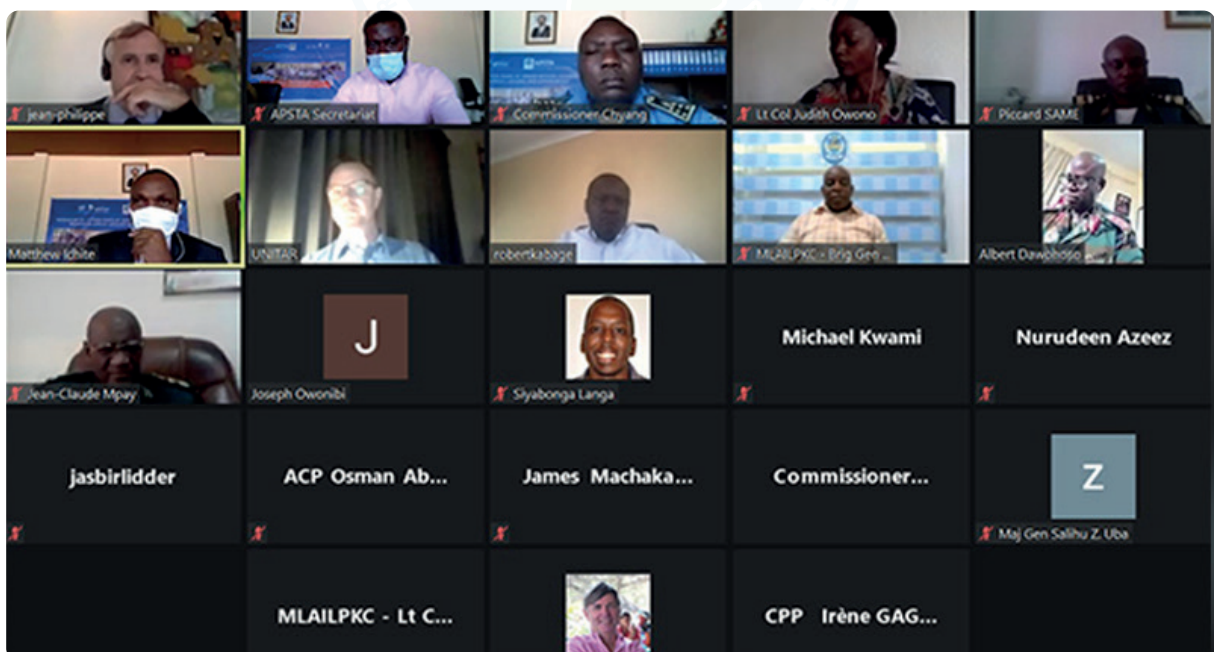 jean-philippe
APSTA Secretariat
Commissioner Chyang
Lt Col Judith Owono
Piccard SAME
Matthew Ichite
UNITAR
robertkabage
MLAILPKC - Brig Gen ...
Albert Dawohoso
Jean-Claude Mpay
J
Joseph Owonibi
Siyabonga Langa
Michael Kwami
Nurudeen Azeez
jasbirlidder
ACP Osman Ab...
James Machaka...
Commissioner...
Z
Maj Gen Salihu Z. Uba
MLAILPKC - Lt C...
CPP Irène GAG...